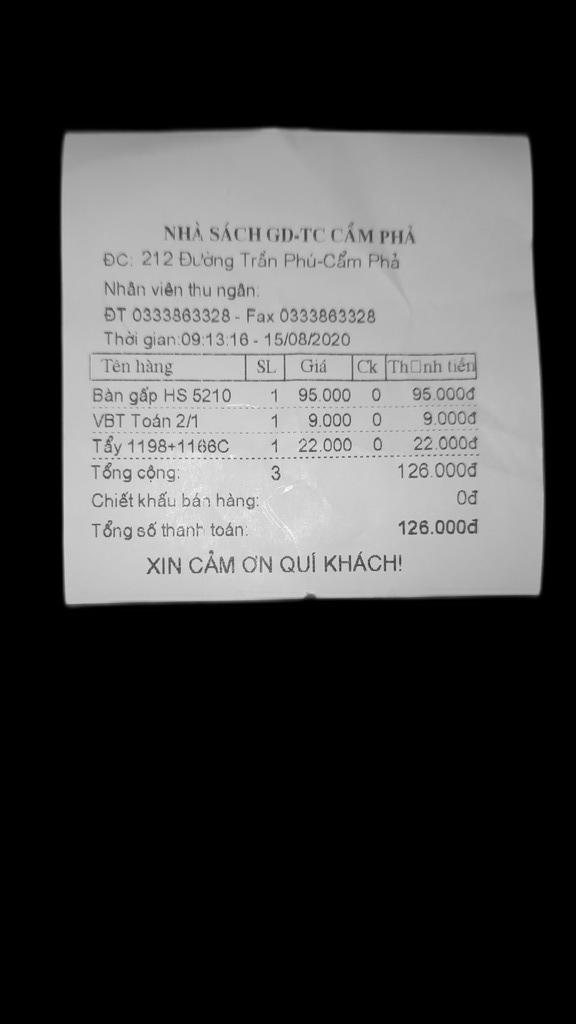 NHÀ SÁCH GD-TC CẨM PHẢ
ĐC: 212 Đường Trần Phú-Cẩm Phả
Nhân viên thu ngân:
ĐT 0333863328 - Fax 0333863328
Thời gian:09:13:16 - 15/08/2020
Tên hàng SL Giá Ck Th□nh tiền
Bàn gấp HS 5210 1 95.000 0 95.000đ
VBT Toán 2/1 1 9.000 0 9.000đ
Tẩy 1198+1166C 1 22.000 0 22.000đ
Tổng cộng: 3 126.000đ
Chiết khấu bán hàng: 0đ
Tổng số thanh toán: 126.000đ
XIN CẢM ƠN QUÍ KHÁCH!